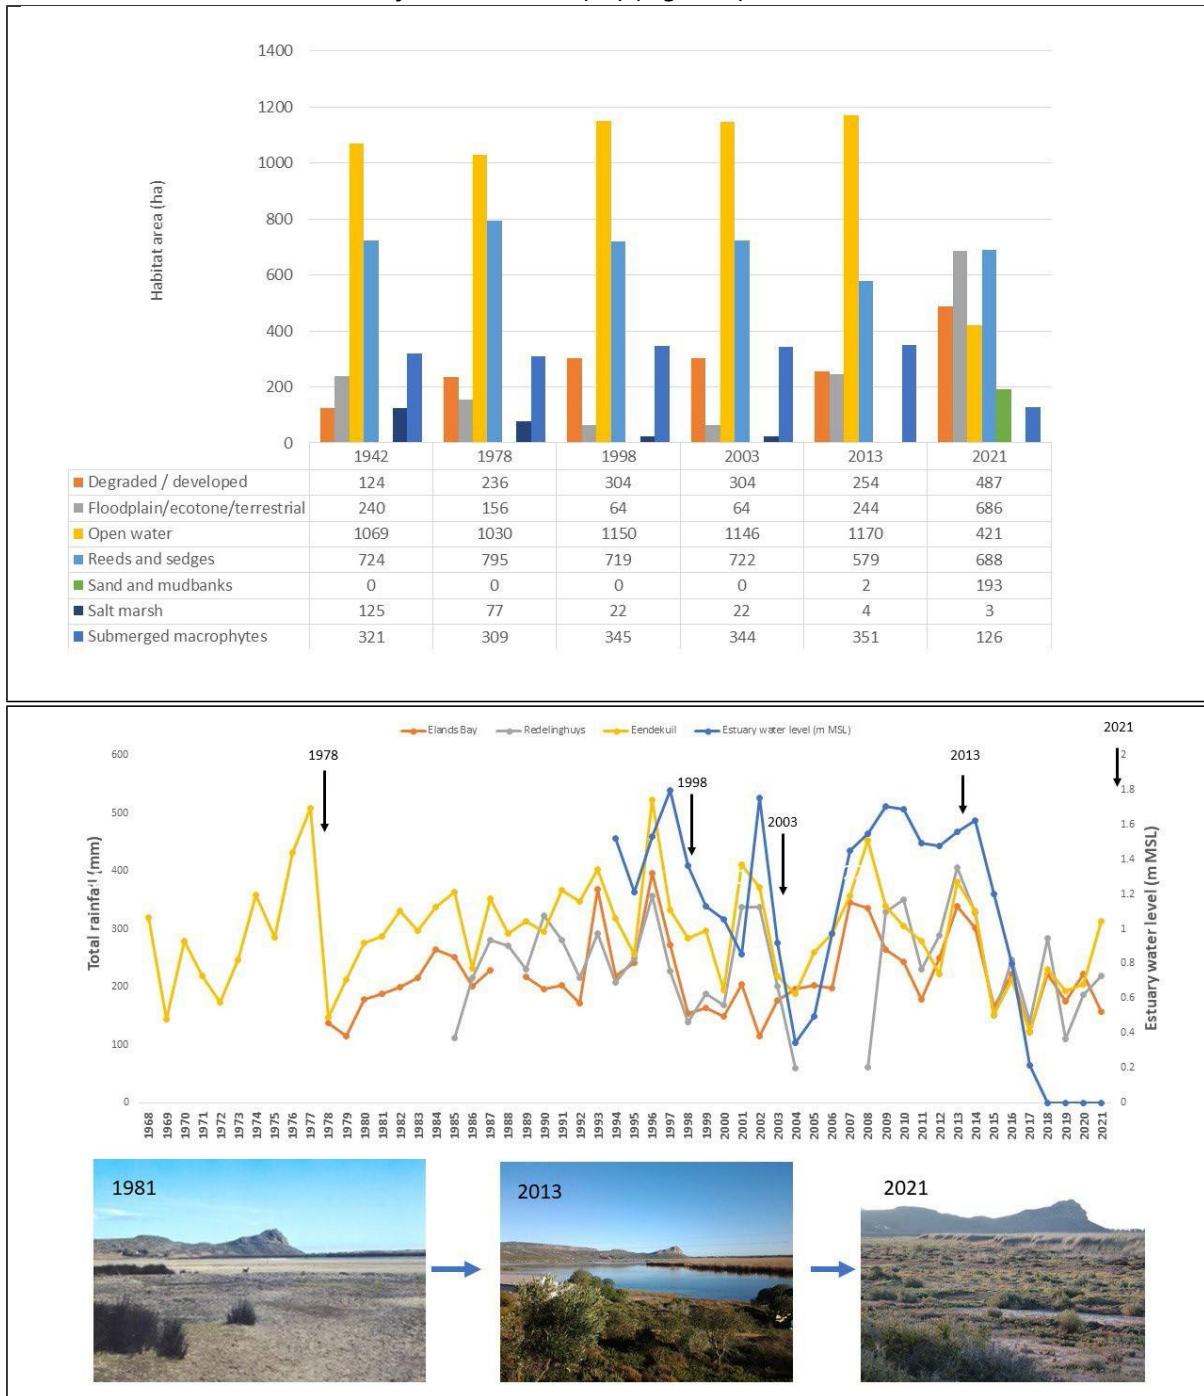 1400
1200
1000
800
600
400
200
0
Habitat area (ha)
1942 1978 1998 2003 2013 2021
Degraded / developed 124 236 304 304 254 487
Floodplain/ecotone/terrestrial 240 156 64 64 244 686
Open water 1069 1030 1150 1146 1170 421
Reeds and sedges 724 795 719 722 579 688
Sand and mudbanks 0 0 0 0 2 193
Salt marsh 125 77 22 22 4 3
Submerged macrophytes 321 309 345 344 351 126
Elands Bay Redelinghuys Eendekuil Estuary water level (m MSL)
1978
1998
2003
2013
2021
600
500
400
300
200
100
0
Total rainfall (mm)
2
1.8
1.6
1.4
1.2
1
0.8
0.6
0.4
0.2
0
Estuary water level (m MSL)
1968 1969 1970 1971 1972 1973 1974 1975 1976 1977 1978 1979 1980 1981 1982 1983 1984 1985 1986 1987 1988 1989 1990 1991 1992 1993 1994 1995 1996 1997 1998 1999 2000 2001 2002 2003 2004 2005 2006 2007 2008 2009 2010 2011 2012 2013 2014 2015 2016 2017 2018 2019 2020 2021
1981
2013
2021